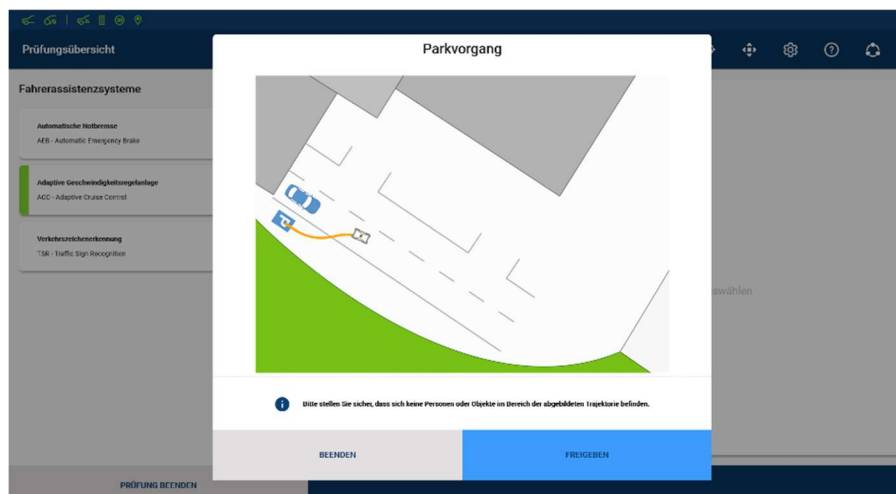 Prüfungsübersicht
Fahrerassistenzsysteme
Automatische Notbremse
AEB - Automatic Emergency Brake
Adaptive Geschwindigkeitsregelanlage
ACC - Adaptive Cruise Control
Verkehrszeichenerkennung
TSR - Traffic Sign Recognition
PRÜFUNG BEENDEN
Parkvorgang
Bitte stellen Sie sicher, dass sich keine Personen oder Objekte im Bereich der abgebildeten Trajektorie befinden.
BEENDEN
FREIGEBEN
swählen